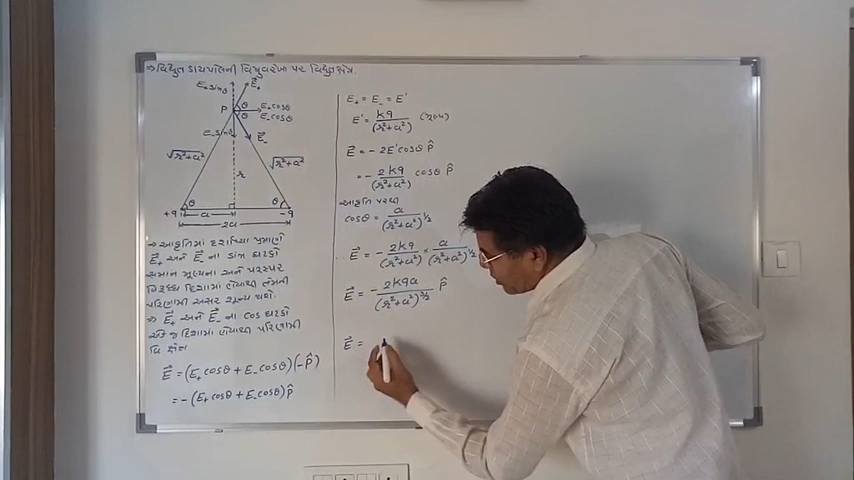 → વિદ્યુત ડાયપોલની વિષુવરેખા પર વિદ્યુતક્ષેત્ર.
E₊ sinθ
E⃗₊
P
θ
E₊cosθ
θ
E₋cosθ
E₋sinθ
E⃗₋
√r²+a²
√r²+a²
r
θ
θ
+q
a
-q
2a
→ આકૃતિમાં દર્શાવ્યા પ્રમાણે
E⃗₊ અને E⃗₋ ના sinθ ઘટકો
સમાન મૂલ્યના અને પરસ્પર
વિરુદ્ધ દિશામાં હોવાથી તેમની
પરિણામી અસર શૂન્ય થશે.
→ E⃗₊ અને E⃗₋ ના cos ઘટકો
એક જ દિશામાં હોવાથી પરિણામી
વિ ક્ષેત્ર
E⃗ = (E₊cosθ + E₋cosθ)(-p̂)
= -(E₊cosθ + E₋cosθ)p̂
E₊ = E₋ = E'
E' = kq/(r²+a²)
E⃗ = - 2E'cosθ p̂
= - 2kq/(r²+a²) cosθ p̂
આકૃતિ પરથી
cosθ = a/(r²+a²)^1/2
∴ E⃗ = - 2kq/(r²+a²) × a/(r²+a²)^1/2
E⃗ = - 2kqa/(r²+a²)^3/2 p̂
E⃗ =